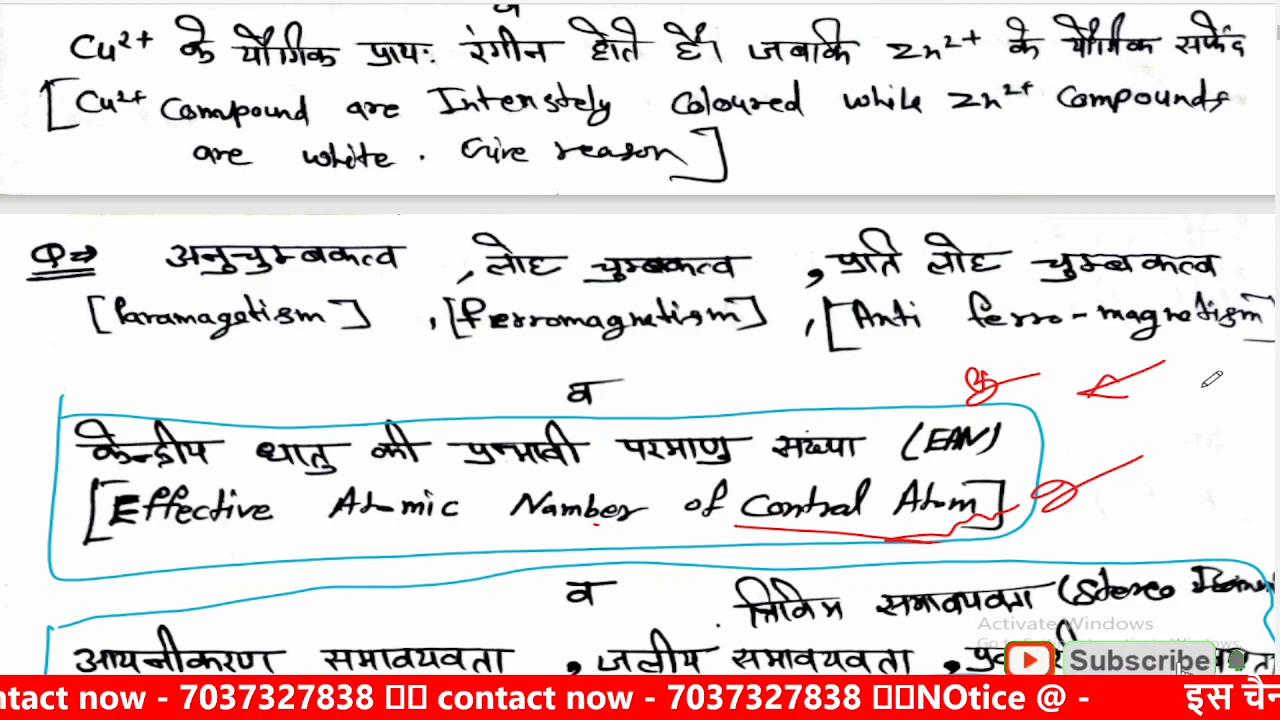 व
Cu²⁺ के यौगिक प्रायः रंगीन होते हैं। जबकि Zn²⁺ के यौगिक सफेद
[Cu²⁺ Compound are Intenstely Coloured while Zn²⁺ Compounds
are white. Give reason]
Q⇒ अनुचुम्बकत्व , लोह चुम्बकत्व , प्रति लोह चुम्बकत्व
[Paramagetism] , [ferromagnetism] , [Anti ferro-magnetism]
व
केन्द्रीय धातु की प्रभावी परमाणु संख्या (EAN)
[Effective Atomic Number of Central Atom]
व
त्रिविम समावयवता (Stereo
आयनीकरण समावयवता , जलीय समावयवता ,
Activate Windows
Subscribe
ntact now - 7037327838 contact now - 7037327838 NOtice @ - इस चैन